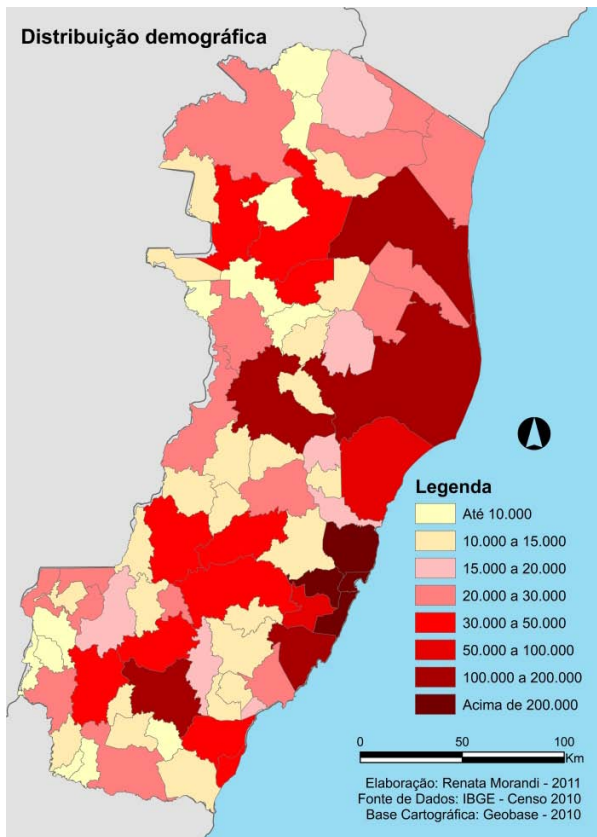 Distribuição demográfica
Legenda
Até 10.000
10.000 a 15.000
15.000 a 20.000
20.000 a 30.000
30.000 a 50.000
50.000 a 100.000
100.000 a 200.000
Acima de 200.000
0 50 100
Km
Elaboração: Renata Morandi - 2011
Fonte de Dados: IBGE - Censo 2010
Base Cartográfica: Geobase - 2010